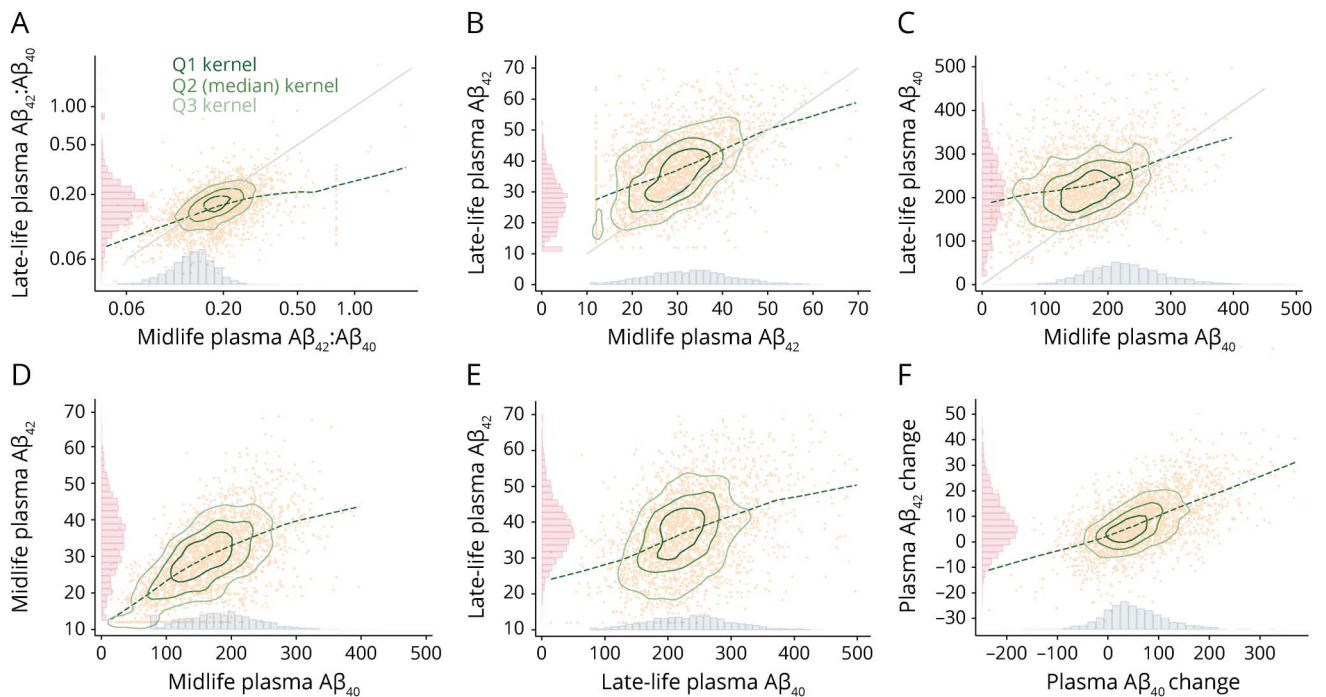 A
Late-life plasma Aβ42:Aβ40
1.00
0.50
0.20
0.06
Q1 kernel
Q2 (median) kernel
Q3 kernel
0.06 0.20 0.50 1.00
Midlife plasma Aβ42:Aβ40
B
Late-life plasma Aβ42
70
60
50
40
30
20
10
0
0 10 20 30 40 50 60 70
Midlife plasma Aβ42
C
Late-life plasma Aβ40
500
400
300
200
100
0
0 100 200 300 400 500
Midlife plasma Aβ40
D
Midlife plasma Aβ42
70
60
50
40
30
20
10
0 100 200 300 400 500
Midlife plasma Aβ40
E
Late-life plasma Aβ42
70
60
50
40
30
20
10
0 100 200 300 400 500
Late-life plasma Aβ40
F
Plasma Aβ42 change
50
40
30
20
10
0
−10
−20
−30
−200 −100 0 100 200 300
Plasma Aβ40 change